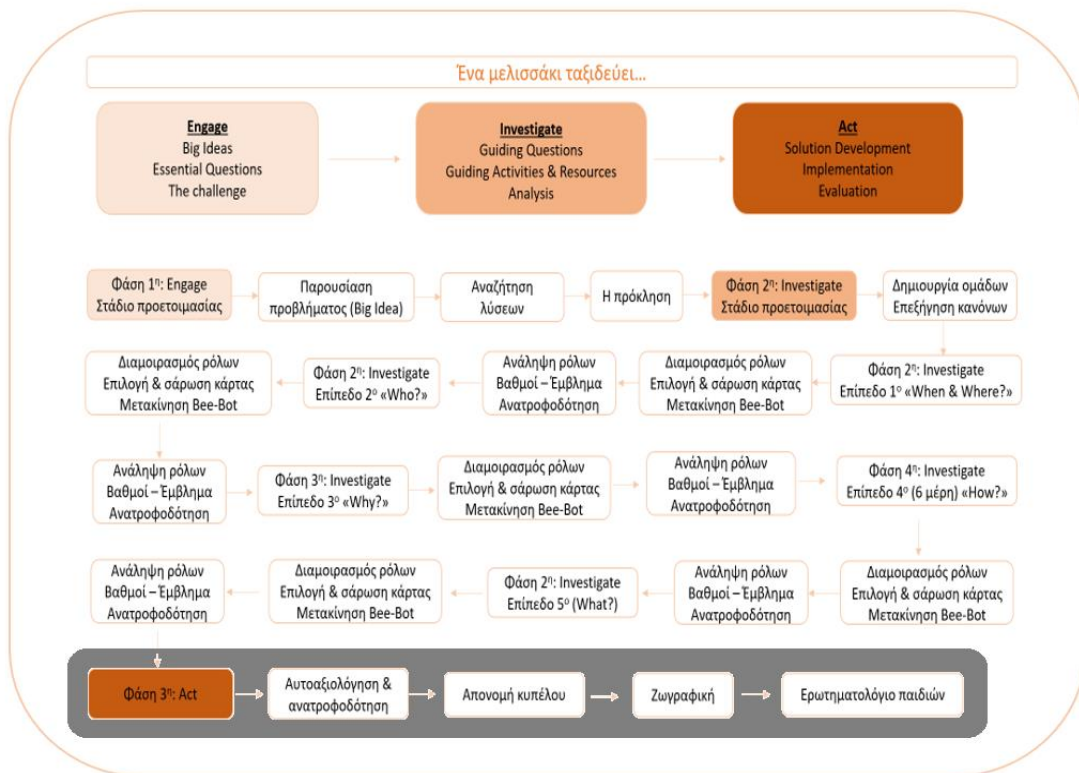 Ένα μελισσάκι ταξιδεύει...
Engage
Big Ideas
Essential Questions
The challenge
Investigate
Guiding Questions
Guiding Activities & Resources
Analysis
Act
Solution Development
Implementation
Evaluation
Φάση 1η: Engage
Στάδιο προετοιμασίας
Παρουσίαση
προβλήματος (Big Idea)
Αναζήτηση
λύσεων
Η πρόκληση
Φάση 2η: Investigate
Στάδιο προετοιμασίας
Δημιουργία ομάδων
Επεξήγηση κανόνων
Φάση 2η: Investigate
Επίπεδο 1ο «When & Where?»
Διαμοιρασμός ρόλων
Επιλογή & σάρωση κάρτας
Μετακίνηση Bee-Bot
Ανάληψη ρόλων
Βαθμοί – Έμβλημα
Ανατροφοδότηση
Φάση 2η: Investigate
Επίπεδο 2ο «Who?»
Διαμοιρασμός ρόλων
Επιλογή & σάρωση κάρτας
Μετακίνηση Bee-Bot
Ανάληψη ρόλων
Βαθμοί – Έμβλημα
Ανατροφοδότηση
Φάση 3η: Investigate
Επίπεδο 3ο «Why?»
Διαμοιρασμός ρόλων
Επιλογή & σάρωση κάρτας
Μετακίνηση Bee-Bot
Ανάληψη ρόλων
Βαθμοί – Έμβλημα
Ανατροφοδότηση
Φάση 4η: Investigate
Επίπεδο 4ο (6 μέρη) «How?»
Διαμοιρασμός ρόλων
Επιλογή & σάρωση κάρτας
Μετακίνηση Bee-Bot
Ανάληψη ρόλων
Βαθμοί – Έμβλημα
Ανατροφοδότηση
Φάση 2η: Investigate
Επίπεδο 5ο (What?)
Διαμοιρασμός ρόλων
Επιλογή & σάρωση κάρτας
Μετακίνηση Bee-Bot
Ανάληψη ρόλων
Βαθμοί – Έμβλημα
Ανατροφοδότηση
Φάση 3η: Act
Αυτοαξιολόγηση &
ανατροφοδότηση
Απονομή κυπέλου
Ζωγραφική
Ερωτηματολόγιο παιδιών